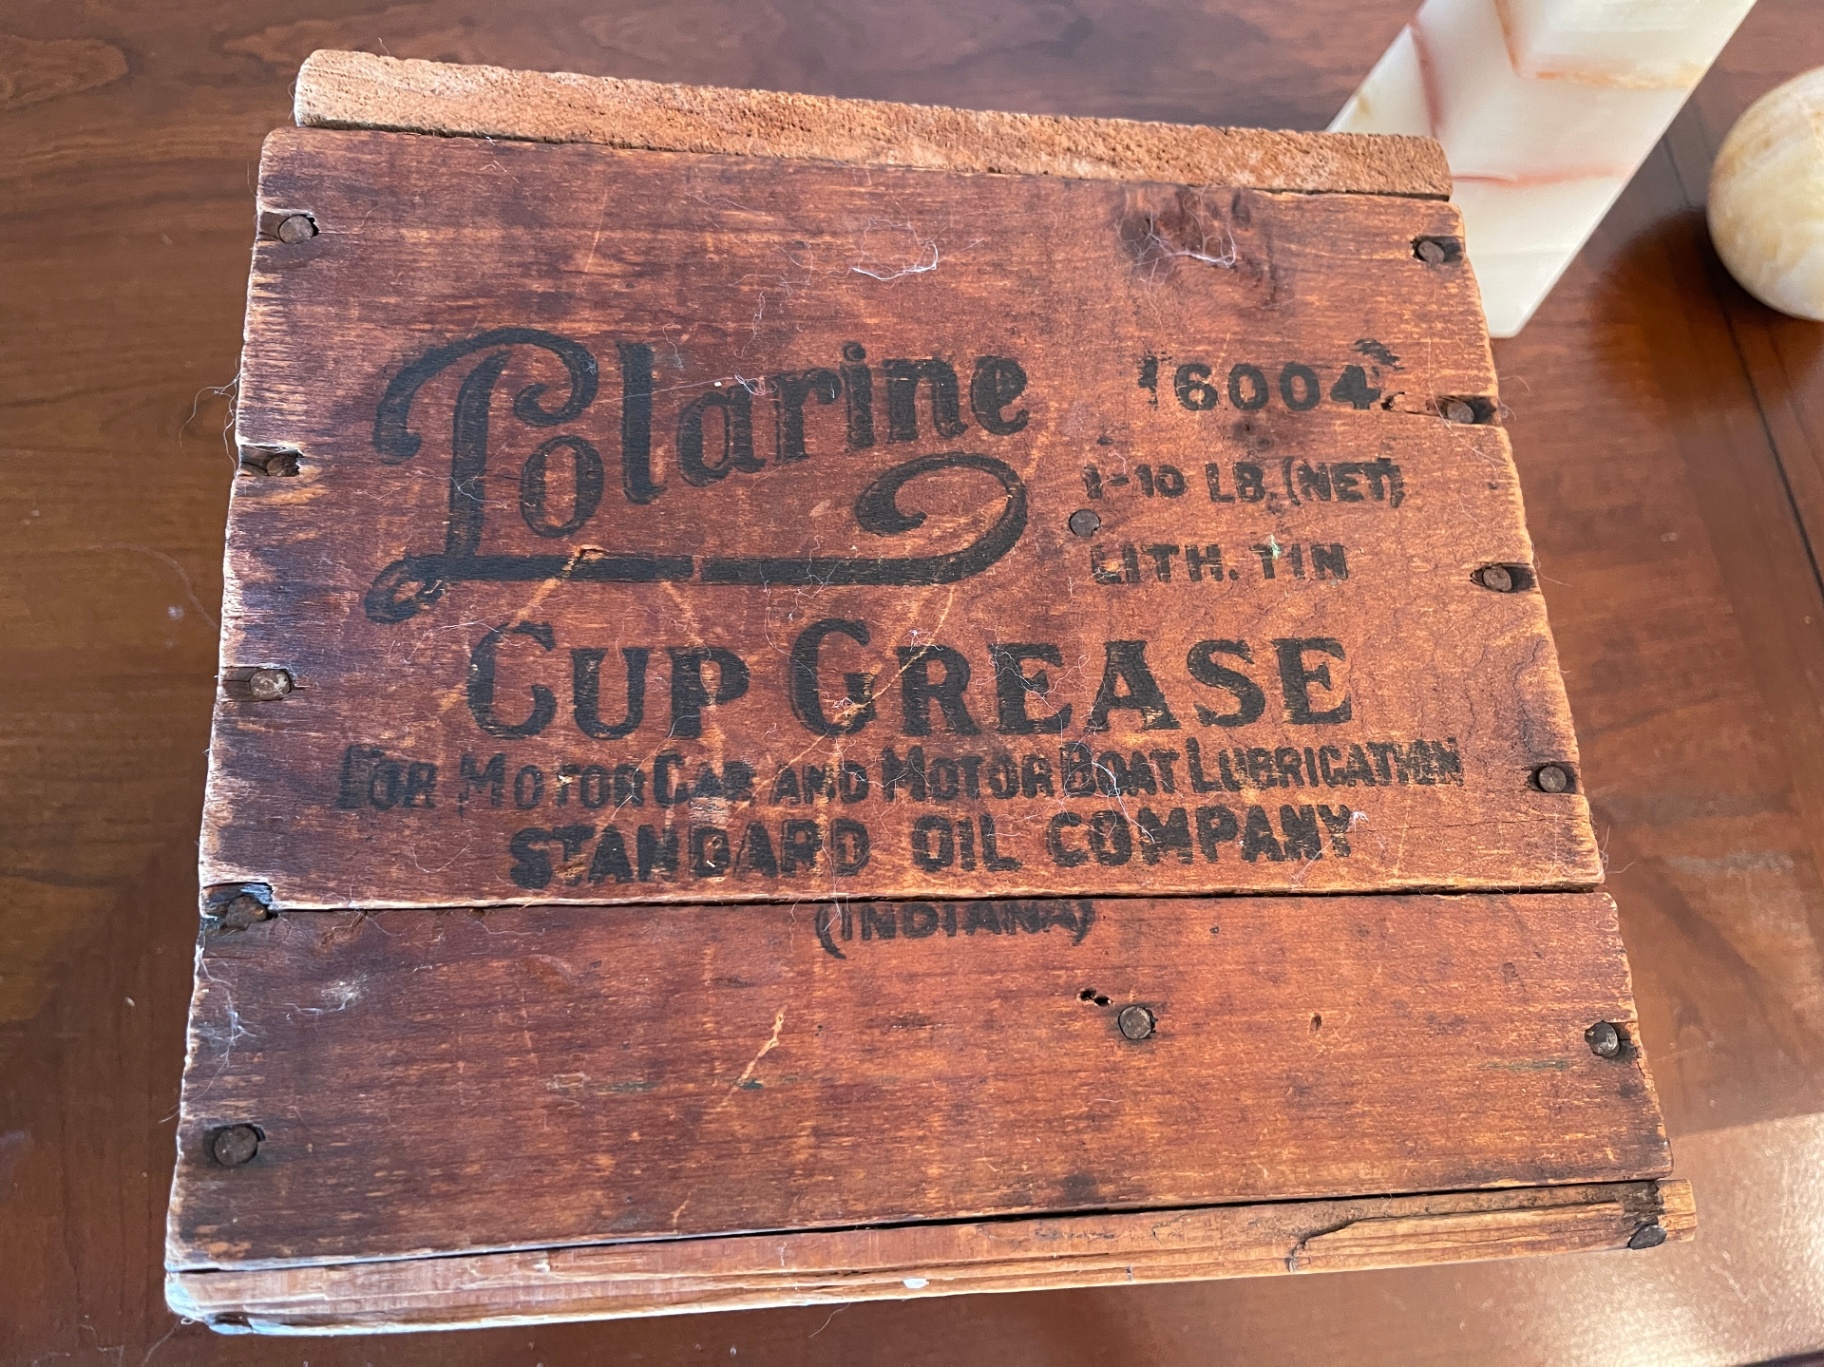 Polarine
16004
1-10 LB. (NET)
LITH. TIN
CUP GREASE
FOR MOTOR CAR AND MOTOR BOAT LUBRICATION
STANDARD OIL COMPANY
(INDIANA)